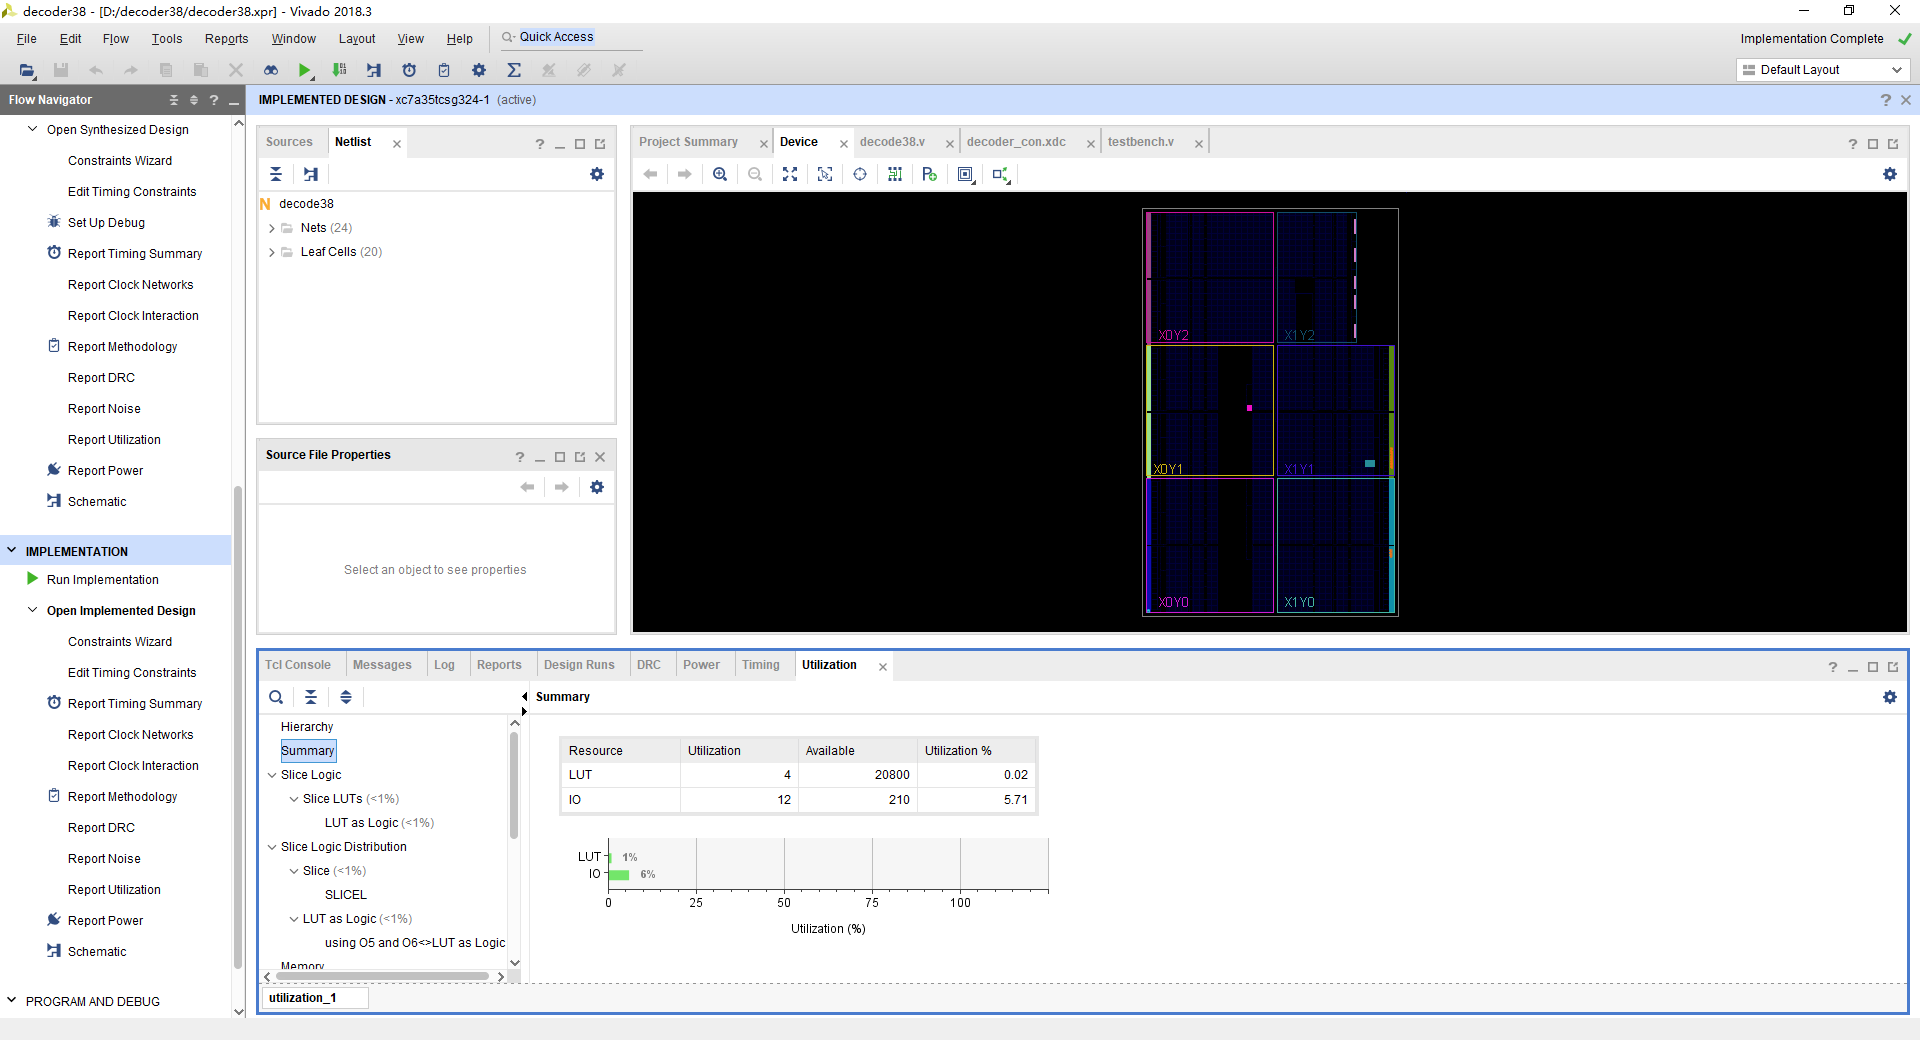 decoder38 - [D:/decoder38/decoder38.xpr] - Vivado 2018.3
File Edit Flow Tools Reports Window Layout View Help Quick Access
Implementation Complete
Default Layout
Flow Navigator
IMPLEMENTED DESIGN - xc7a35tcsg324-1 (active)
Open Synthesized Design
Constraints Wizard
Edit Timing Constraints
Set Up Debug
Report Timing Summary
Report Clock Networks
Report Clock Interaction
Report Methodology
Report DRC
Report Noise
Report Utilization
Report Power
Schematic
IMPLEMENTATION
Run Implementation
Open Implemented Design
Constraints Wizard
Edit Timing Constraints
Report Timing Summary
Report Clock Networks
Report Clock Interaction
Report Methodology
Report DRC
Report Noise
Report Utilization
Report Power
Schematic
PROGRAM AND DEBUG
Sources Netlist
N decode38
Nets (24)
Leaf Cells (20)
Source File Properties
Select an object to see properties
Project Summary Device decode38.v decoder_con.xdc testbench.v
X0Y2 X1Y2
X0Y1 X1Y1
X0Y0 X1Y0
Tcl Console Messages Log Reports Design Runs DRC Power Timing Utilization
Summary
Hierarchy
Summary
Slice Logic
Slice LUTs (<1%)
LUT as Logic (<1%)
Slice Logic Distribution
Slice (<1%)
SLICEL
LUT as Logic (<1%)
using O5 and O6<>LUT as Logic
Memory
Resource Utilization Available Utilization %
LUT 4 20800 0.02
IO 12 210 5.71
LUT 1%
IO 6%
0 25 50 75 100
Utilization (%)
utilization_1